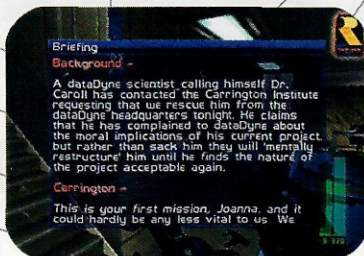 Briefing
Background -
A dataDyne scientist calling himself Dr.
Caroll has contacted the Carrington Institute
requesting that we rescue him from the
dataDyne headquarters tonight. He claims
that he has complained to dataDyne about
the moral implications of his current project,
but rather than sack him they will 'mentally
restructure' him until he finds the nature of
the project acceptable again.
Carrington -
This is your first mission, Joanna, and it
could hardly be any less vital to us. We